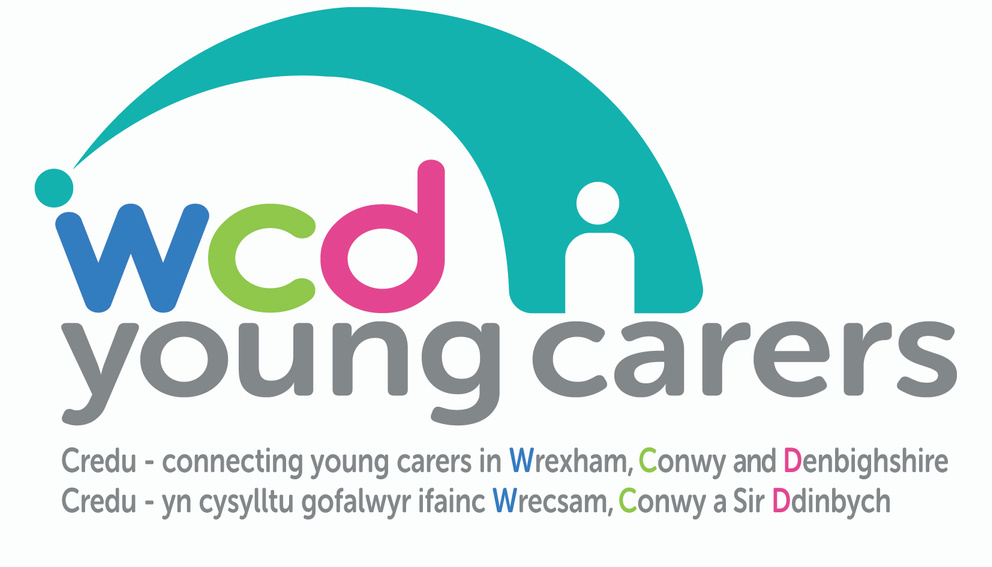 wcd
young carers
Credu - connecting young carers in Wrexham, Conwy and Denbighshire
Credu - yn cysylltu gofalwyr ifainc Wrecsam, Conwy a Sir Ddinbych